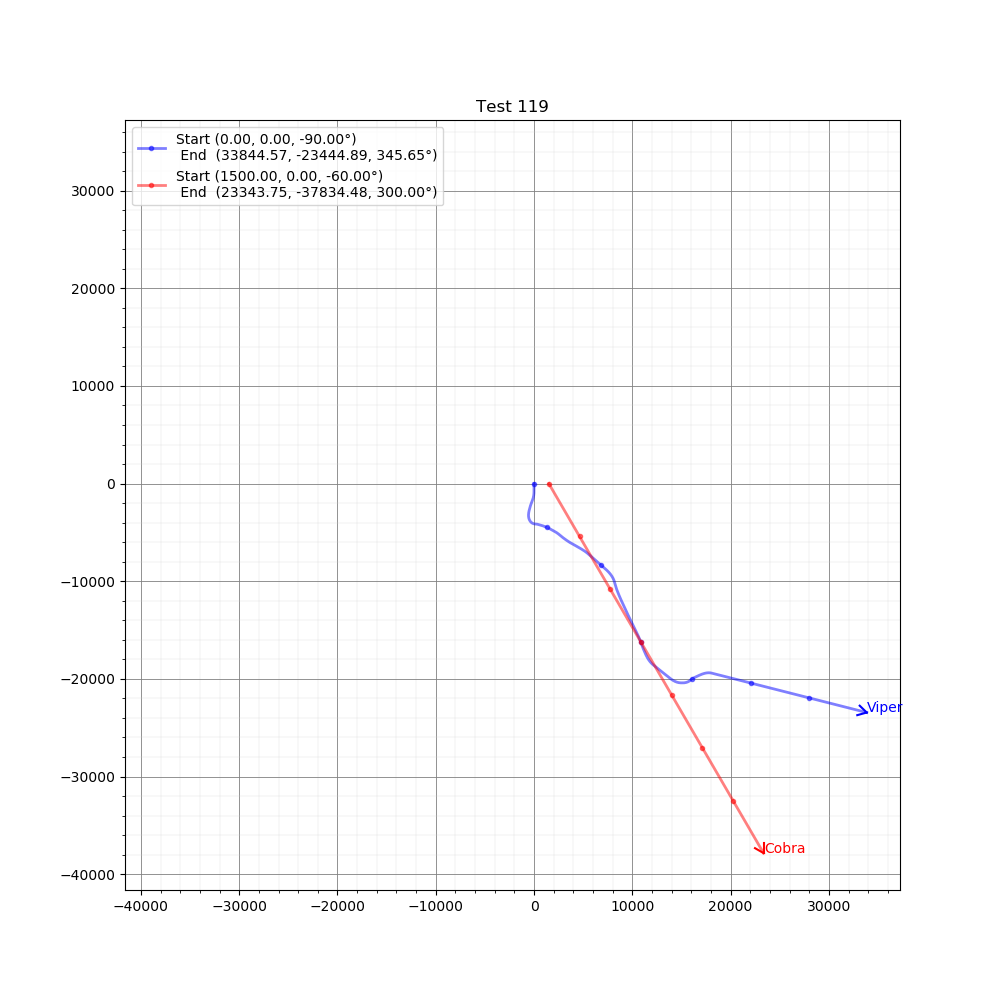 Test 119
Start (0.00, 0.00, -90.00°)
End  (33844.57, -23444.89, 345.65°)
Start (1500.00, 0.00, -60.00°)
End  (23343.75, -37834.48, 300.00°)
30000
20000
10000
0
−10000
−20000
−30000
−40000
Viper
Cobra
−40000 −30000 −20000 −10000 0 10000 20000 30000